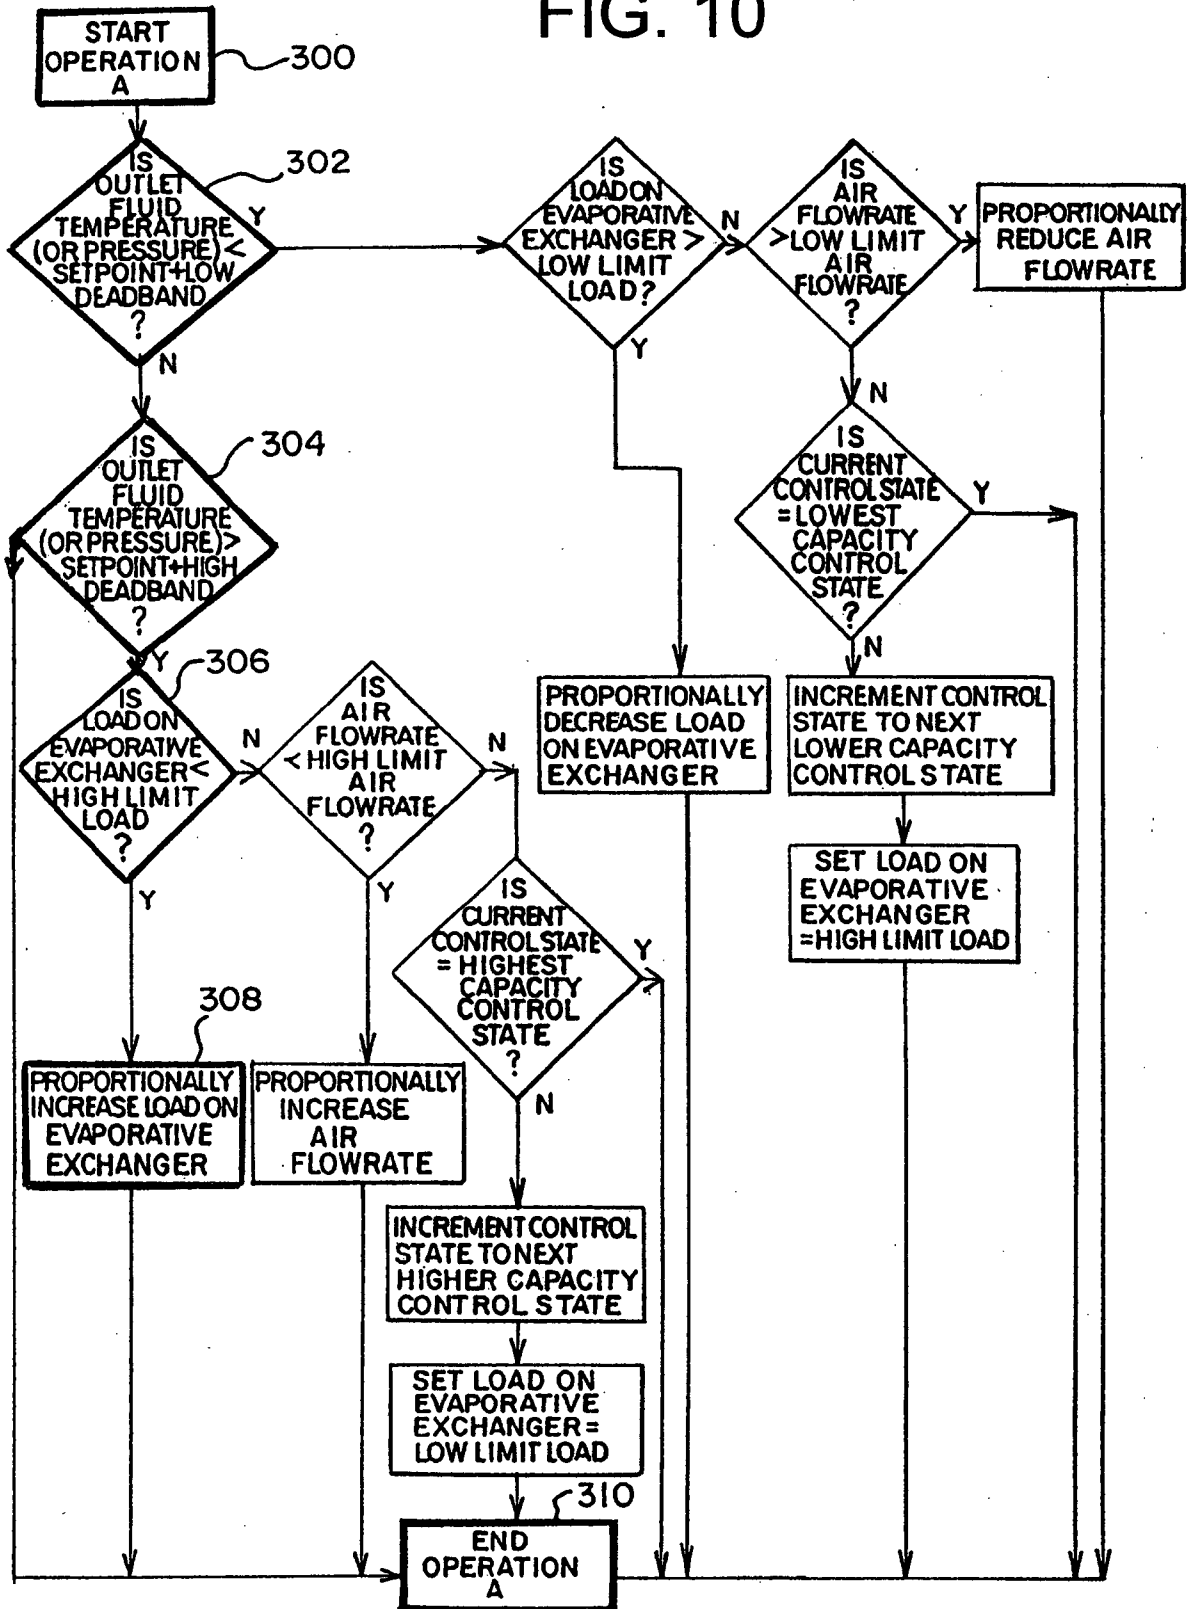 FIG. 10
START
OPERATION
A
300
IS
OUTLET
FLUID
TEMPERATURE
(OR PRESSURE) <
SETPOINT+LOW
DEADBAND
?
302
Y
N
IS
LOAD ON
EVAPORATIVE
EXCHANGER >
LOW LIMIT
LOAD?
N
Y
IS
AIR
FLOWRATE
>LOW LIMIT
AIR
FLOWRATE
?
Y
N
PROPORTIONALLY
REDUCE AIR
FLOWRATE
IS
OUTLET
FLUID
TEMPERATURE
(OR PRESSURE)>
SETPOINT+HIGH
DEADBAND
?
304
Y
IS
CURRENT
CONTROL STATE
=LOWEST
CAPACITY
CONTROL
STATE
?
Y
N
IS
LOAD ON
EVAPORATIVE
EXCHANGER<
HIGH LIMIT
LOAD
?
306
N
Y
IS
AIR
FLOWRATE
<HIGH LIMIT
AIR
FLOWRATE
?
N
Y
PROPORTIONALLY
DECREASE LOAD
ON EVAPORATIVE
EXCHANGER
INCREMENT CONTROL
STATE TO NEXT
LOWER CAPACITY
CONTROL STATE
SET LOAD ON
EVAPORATIVE
EXCHANGER
=HIGH LIMIT LOAD
IS
CURRENT
CONTROL STATE
= HIGHEST
CAPACITY
CONTROL
STATE
?
Y
N
308
PROPORTIONALLY
INCREASE LOAD ON
EVAPORATIVE
EXCHANGER
PROPORTIONALLY
INCREASE
AIR
FLOWRATE
INCREMENT CONTROL
STATE TO NEXT
HIGHER CAPACITY
CONTROL STATE
SET LOAD ON
EVAPORATIVE
EXCHANGER=
LOW LIMIT LOAD
310
END
OPERATION
A